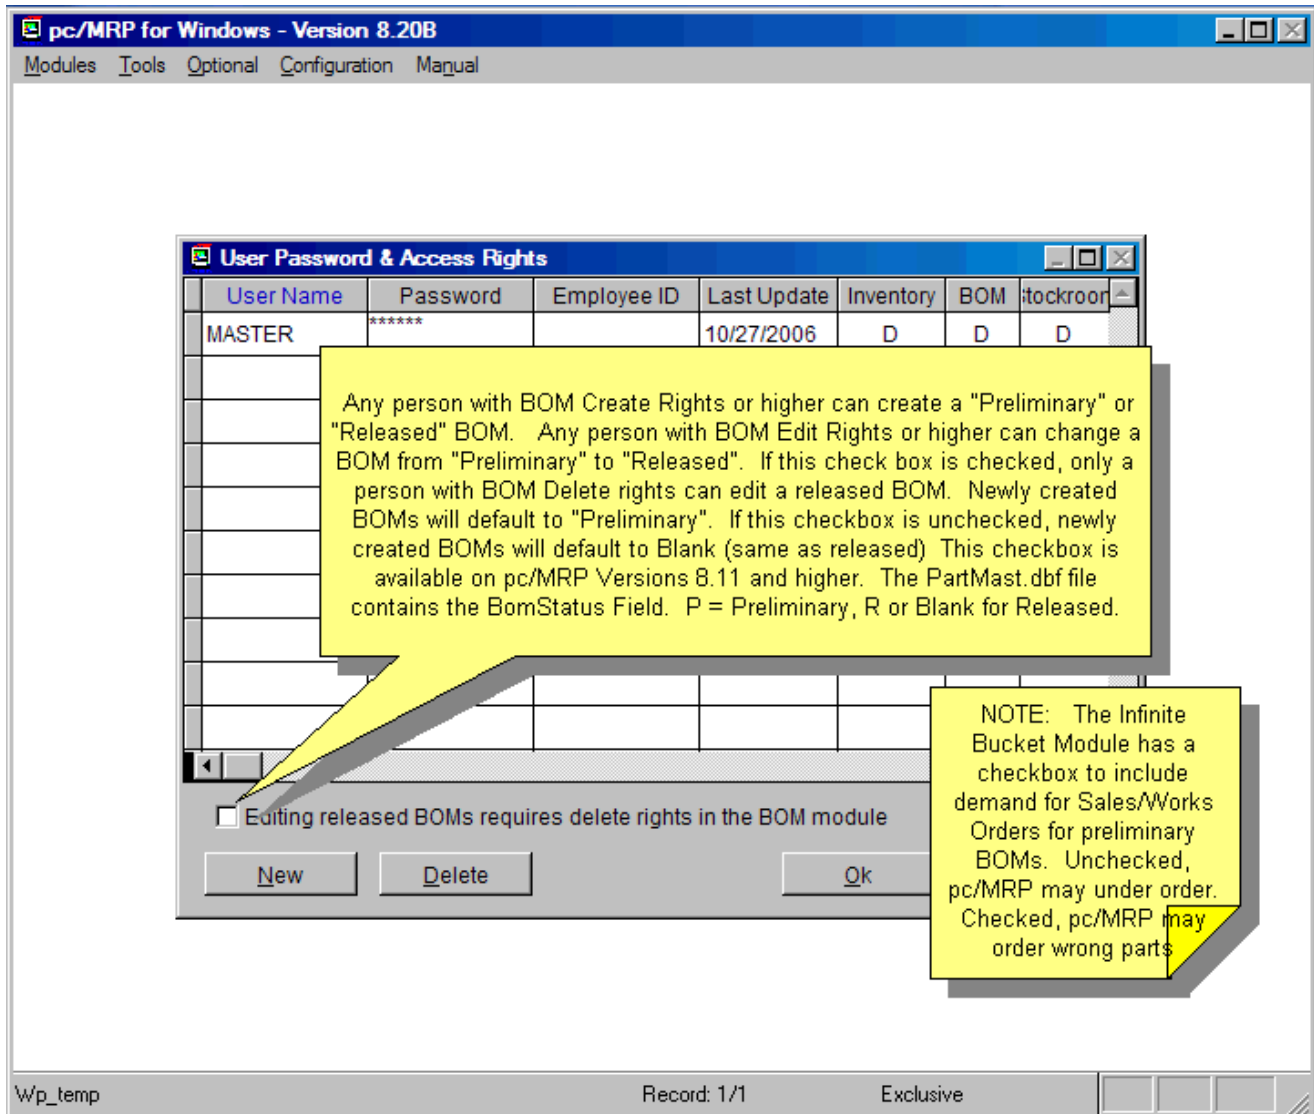 pc/MRP for Windows - Version 8.20B
Modules Tools Optional Configuration Manual
User Password & Access Rights
User Name Password Employee ID Last Update Inventory BOM tockroor
MASTER ****** 10/27/2006 D D D
Any person with BOM Create Rights or higher can create a "Preliminary" or
"Released" BOM. Any person with BOM Edit Rights or higher can change a
BOM from "Preliminary" to "Released". If this check box is checked, only a
person with BOM Delete rights can edit a released BOM. Newly created
BOMs will default to "Preliminary". If this checkbox is unchecked, newly
created BOMs will default to Blank (same as released) This checkbox is
available on pc/MRP Versions 8.11 and higher. The PartMast.dbf file
contains the BomStatus Field. P = Preliminary, R or Blank for Released.
NOTE: The Infinite
Bucket Module has a
checkbox to include
demand for Sales/Works
Orders for preliminary
BOMs. Unchecked,
pc/MRP may under order.
Checked, pc/MRP may
order wrong parts
Editing released BOMs requires delete rights in the BOM module
New Delete Ok
Wp_temp Record: 1/1 Exclusive